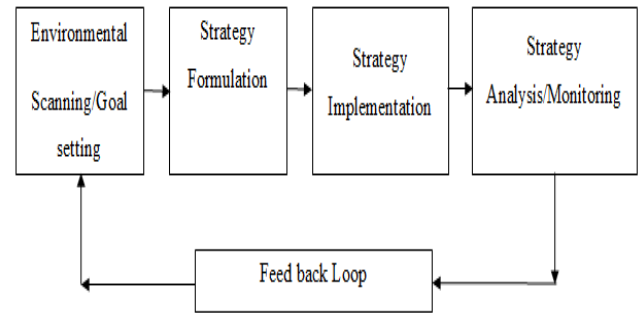 Environmental
Scanning/Goal
setting
Strategy
Formulation
Strategy
Implementation
Strategy
Analysis/Monitoring
Feed back Loop